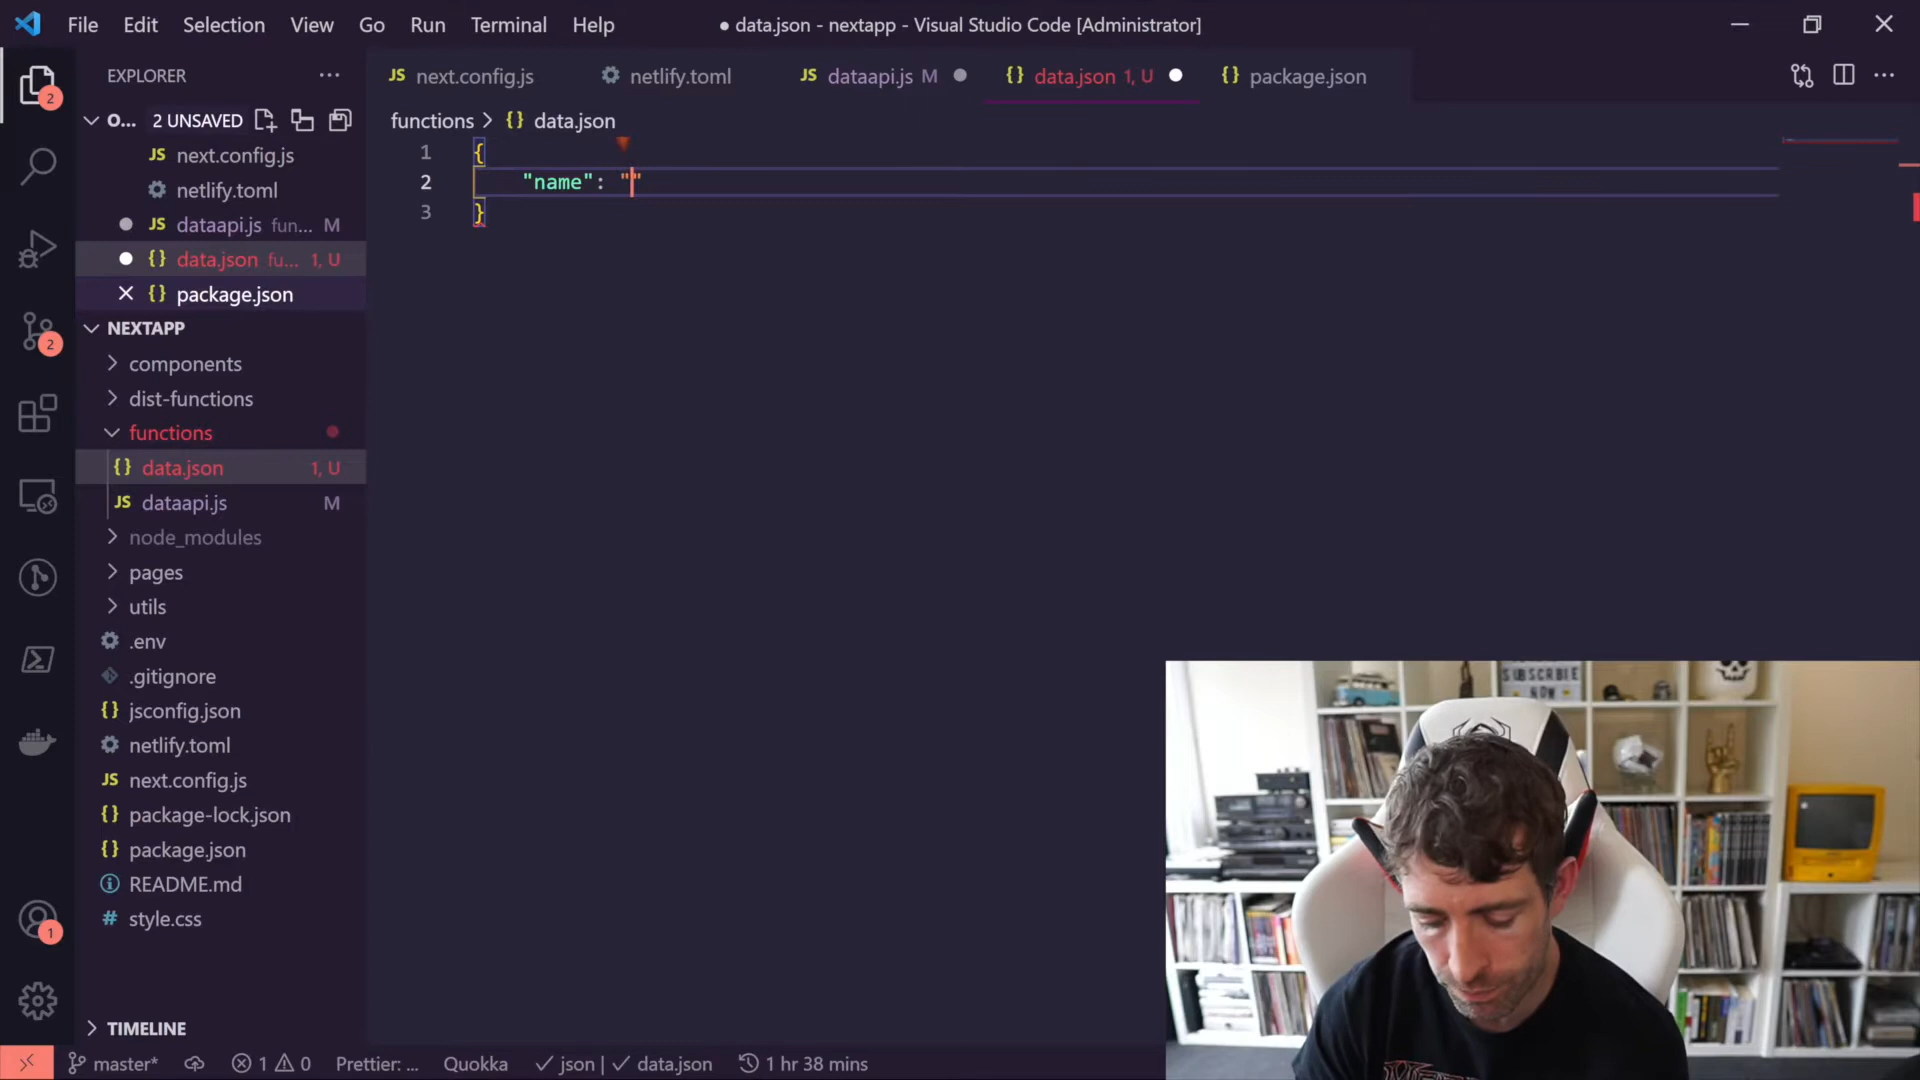 File Edit Selection View Go Run Terminal Help ● data.json - nextapp - Visual Studio Code [Administrator]
EXPLORER ···
JS next.config.js netlify.toml JS dataapi.js M {} data.json 1, U {} package.json ···
O... 2 UNSAVED
functions > {} data.json
JS next.config.js
netlify.toml
JS dataapi.js fun... M
{} data.json fu... 1, U
{} package.json
NEXTAPP
components
dist-functions
functions
{} data.json 1, U
JS dataapi.js M
node_modules
pages
utils
.env
.gitignore
{} jsconfig.json
netlify.toml
JS next.config.js
{} package-lock.json
{} package.json
README.md
# style.css
TIMELINE
2
2
1
1 {
2 "name": ""
3 }
SUBSCRBIE
NOW
master* 1 0 Prettier: ... Quokka ✓ json | ✓ data.json 1 hr 38 mins